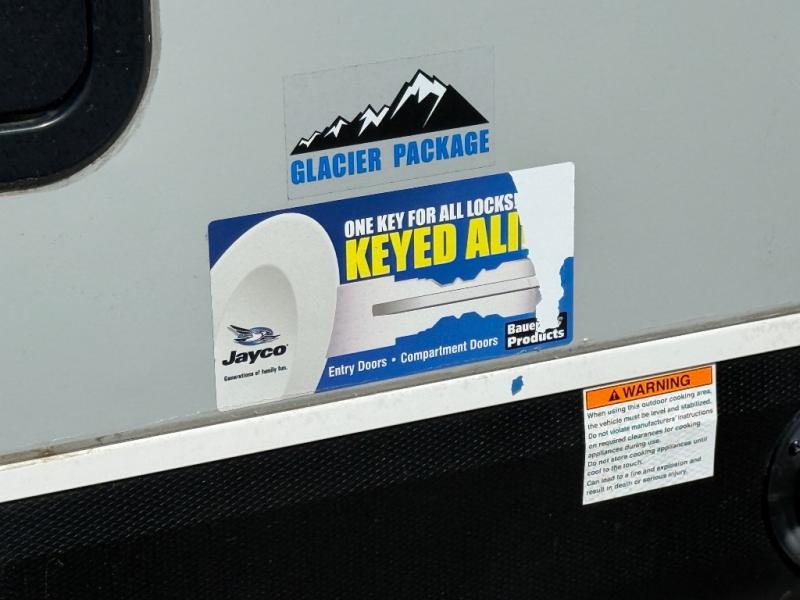 GLACIER PACKAGE
ONE KEY FOR ALL LOCKS!
KEYED ALI
Jayco
Generations of family fun.
Entry Doors • Compartment Doors
Baue
Products
WARNING
When using this outdoor cooking area,
the vehicle must be level and stabilized.
Do not violate manufacturers' instructions
on required clearances for cooking
appliances during use.
Do not store cooking appliances until
cool to the touch.
Can lead to a fire and explosion and
result in death or serious injury.